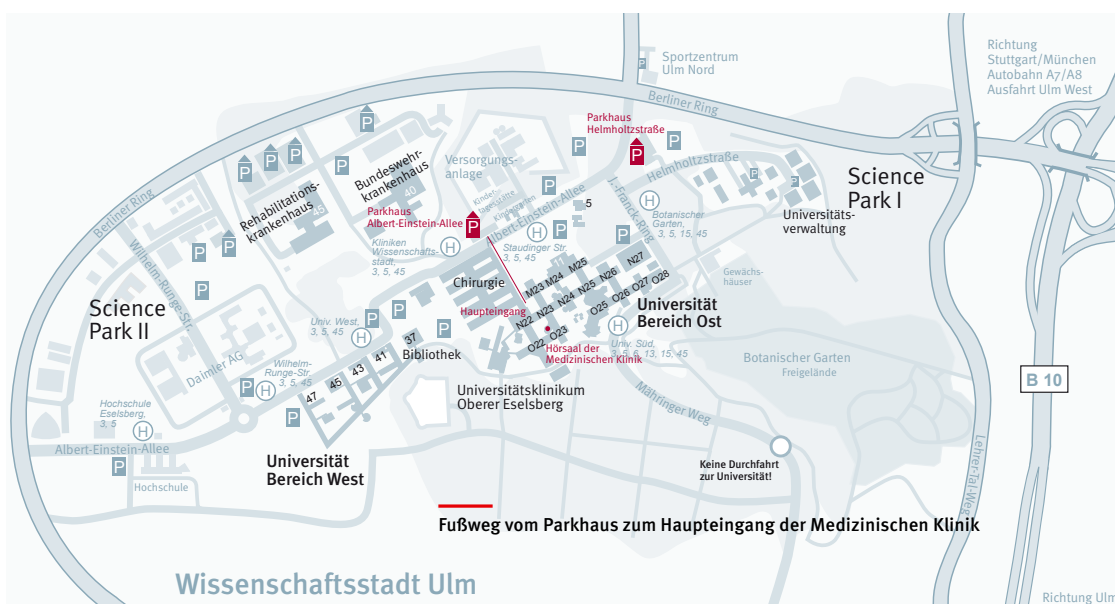 Richtung
Stuttgart/München
Autobahn A7/A8
Ausfahrt Ulm West
Sportzentrum
Ulm Nord
P
Berliner Ring
Parkhaus
Helmholtzstraße
P
P
P
P
Versorgungs-
anlage
Helmholtzstraße
Science
Park I
Bundeswehr-
krankenhaus
40
Kinder-
tagesstätte
Kindergarten
P
P
P
P
P
P
P
P
Rehabilitations-
krankenhaus
45
Parkhaus
Albert-Einstein-Allee
P
Albert-Einstein-Allee
5
J.-Franck-Ring
H
Botanischer
Garten,
3, 5, 15, 45
Universitäts-
verwaltung
Berliner Ring
Wilhelm-Runge-Str.
P
P
Kliniken
Wissenschafts-
stadt,
3, 5, 45
H
H
Staudinger Str.
3, 5, 45
P
P
Gewächs-
häuser
Chirurgie
M23
M24
M25
N22
N23
N24
N25
N26
N27
O22
O23
O25
O26
O27
O28
Haupteingang
Universität
Bereich Ost
Science
Park II
P
Daimler AG
Univ. West,
3, 5, 45
H
P
P
Bibliothek
37
41
43
45
47
Hörsaal der
Medizinischen Klinik
H
Univ. Süd,
3, 5, 6, 13, 15, 45
Botanischer Garten
Freigelände
B 10
Wilhelm-
Runge-Str.
3, 5, 45
H
P
P
Universitätsklinikum
Oberer Eselsberg
Mähringer Weg
Hochschule
Eselsberg,
3, 5
H
Albert-Einstein-Allee
P
Hochschule
Universität
Bereich West
Keine Durchfahrt
zur Universität!
Lehrer-Tal-Weg
Fußweg vom Parkhaus zum Haupteingang der Medizinischen Klinik
Wissenschaftsstadt Ulm
Richtung Ulm